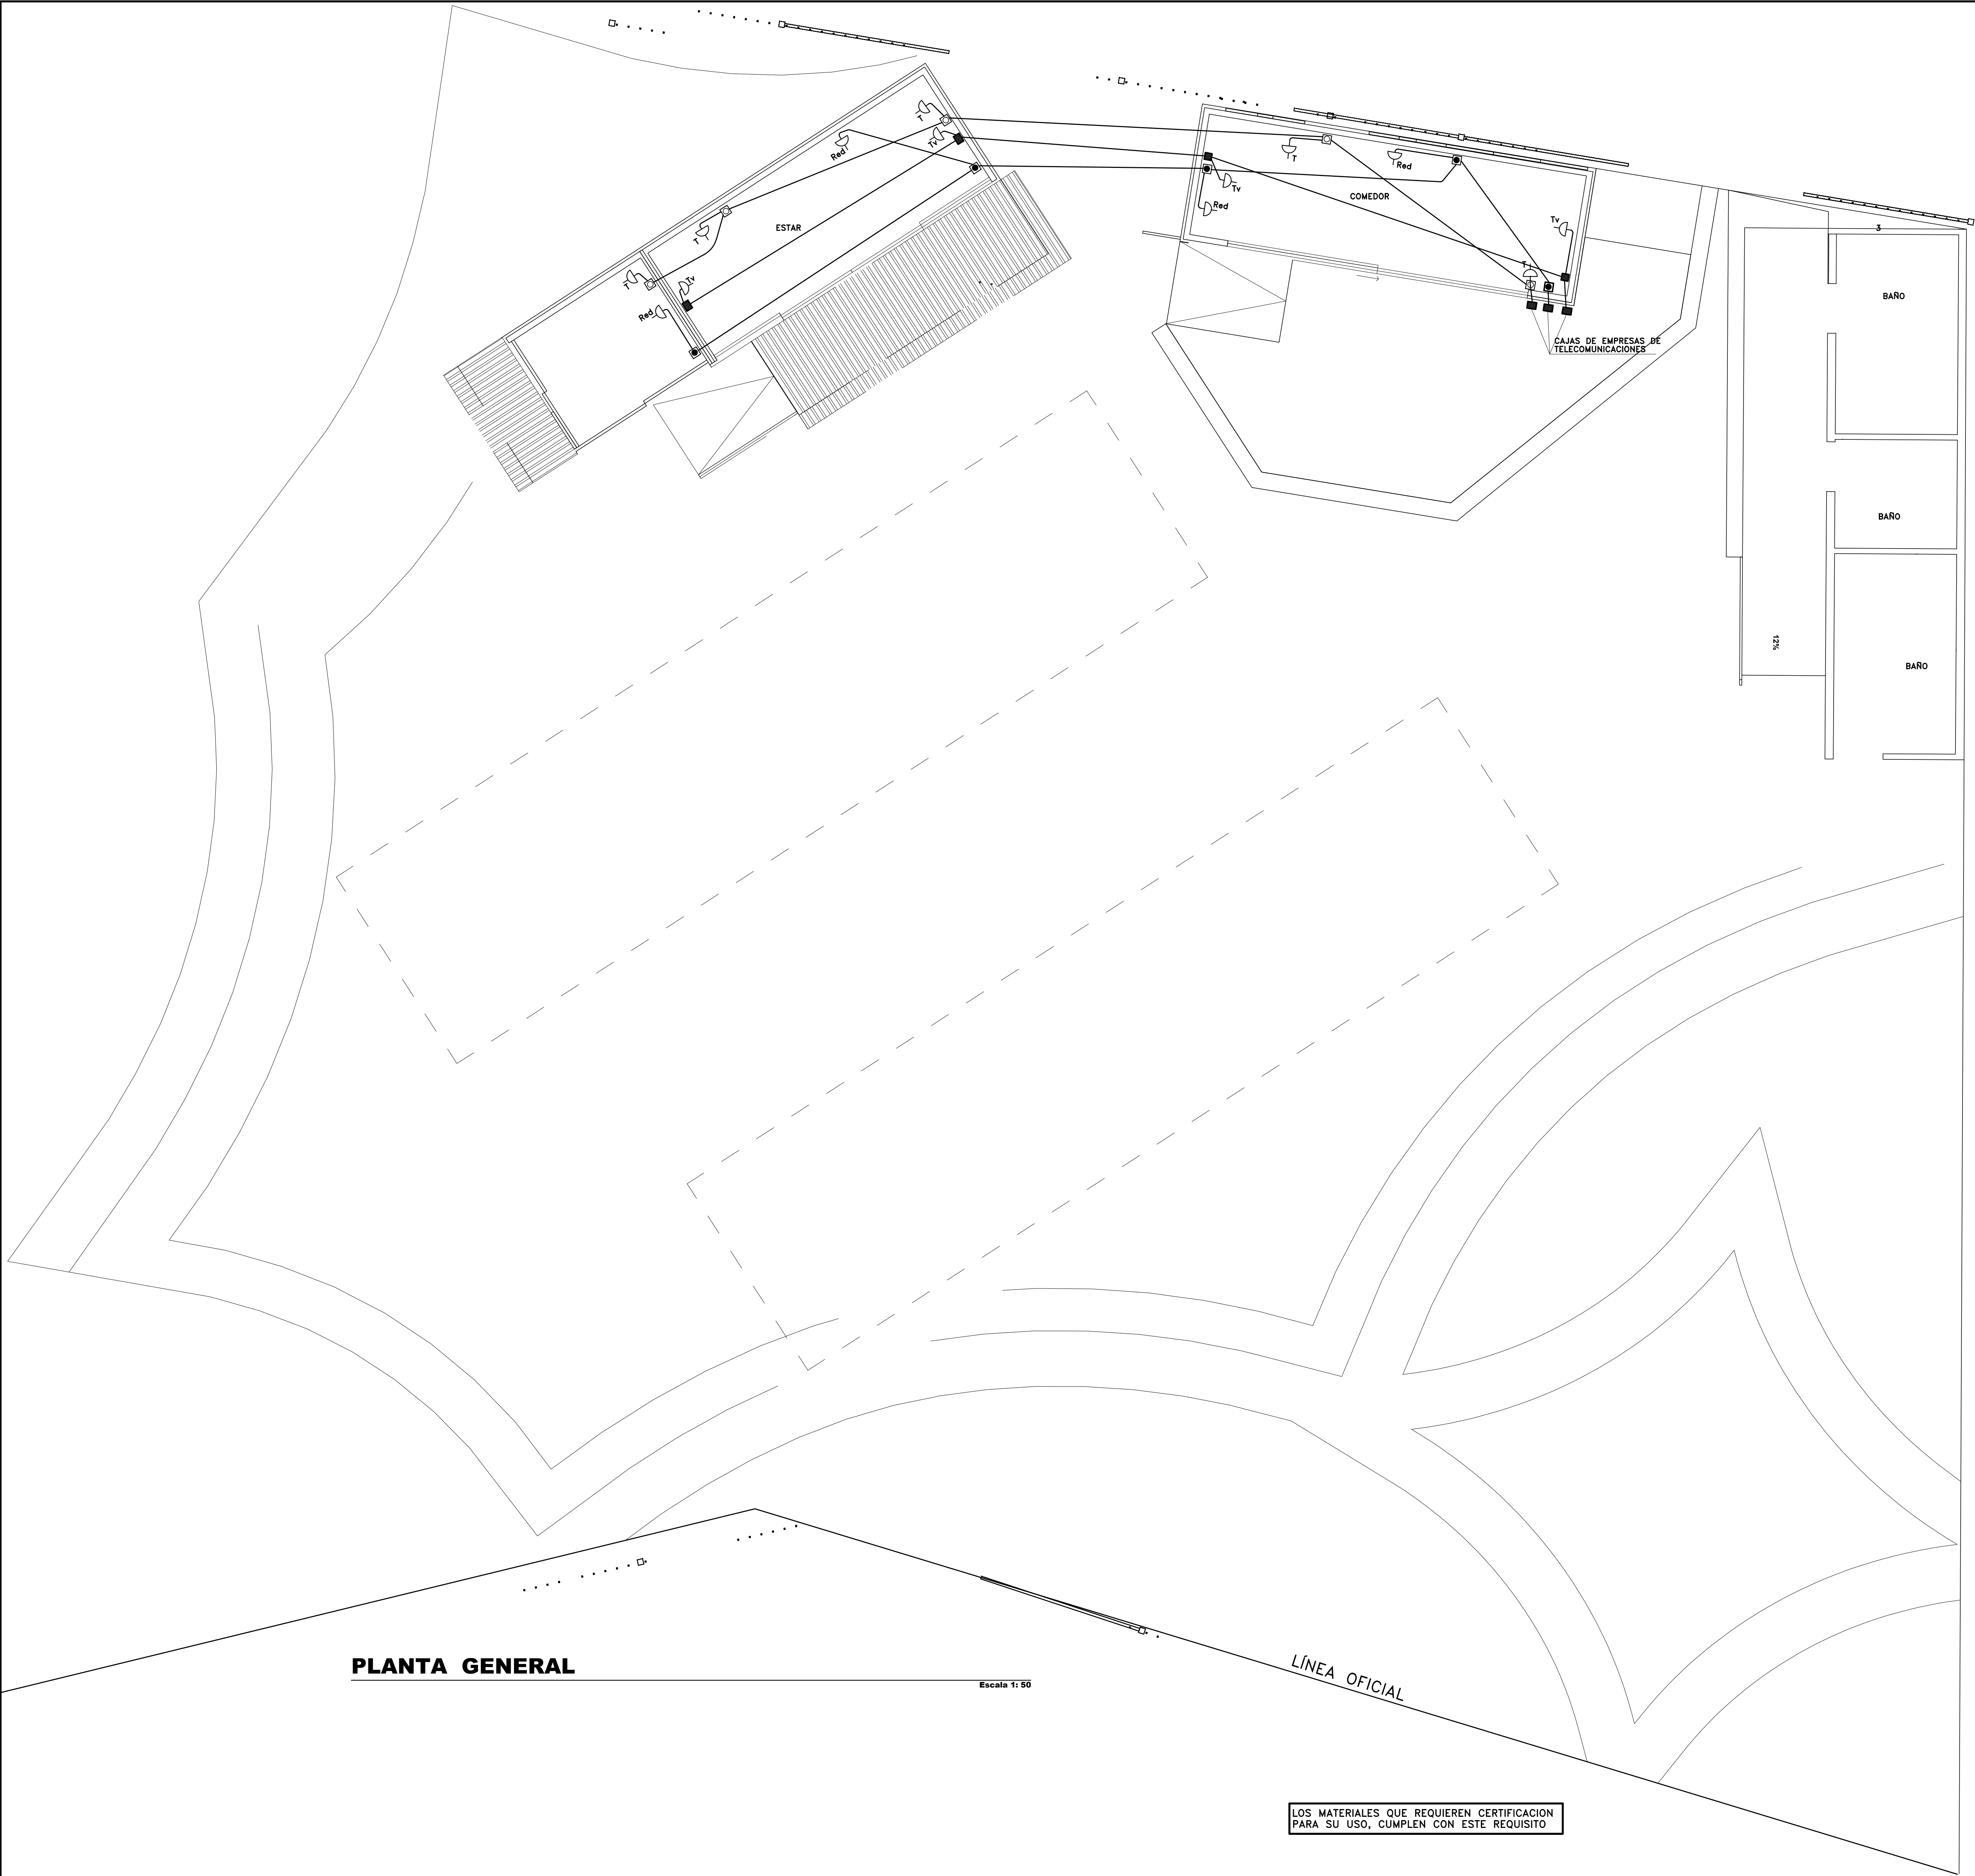 T
Tv
Red
T
Red
COMEDOR
Tv
Red
Tv
T
3
ESTAR
T
T
Tv
Red
BAÑO
CAJAS DE EMPRESAS DE
TELECOMUNICACIONES
BAÑO
12%
BAÑO
PLANTA GENERAL
Escala 1: 50
LÍNEA OFICIAL
LOS MATERIALES QUE REQUIEREN CERTIFICACION
PARA SU USO, CUMPLEN CON ESTE REQUISITO